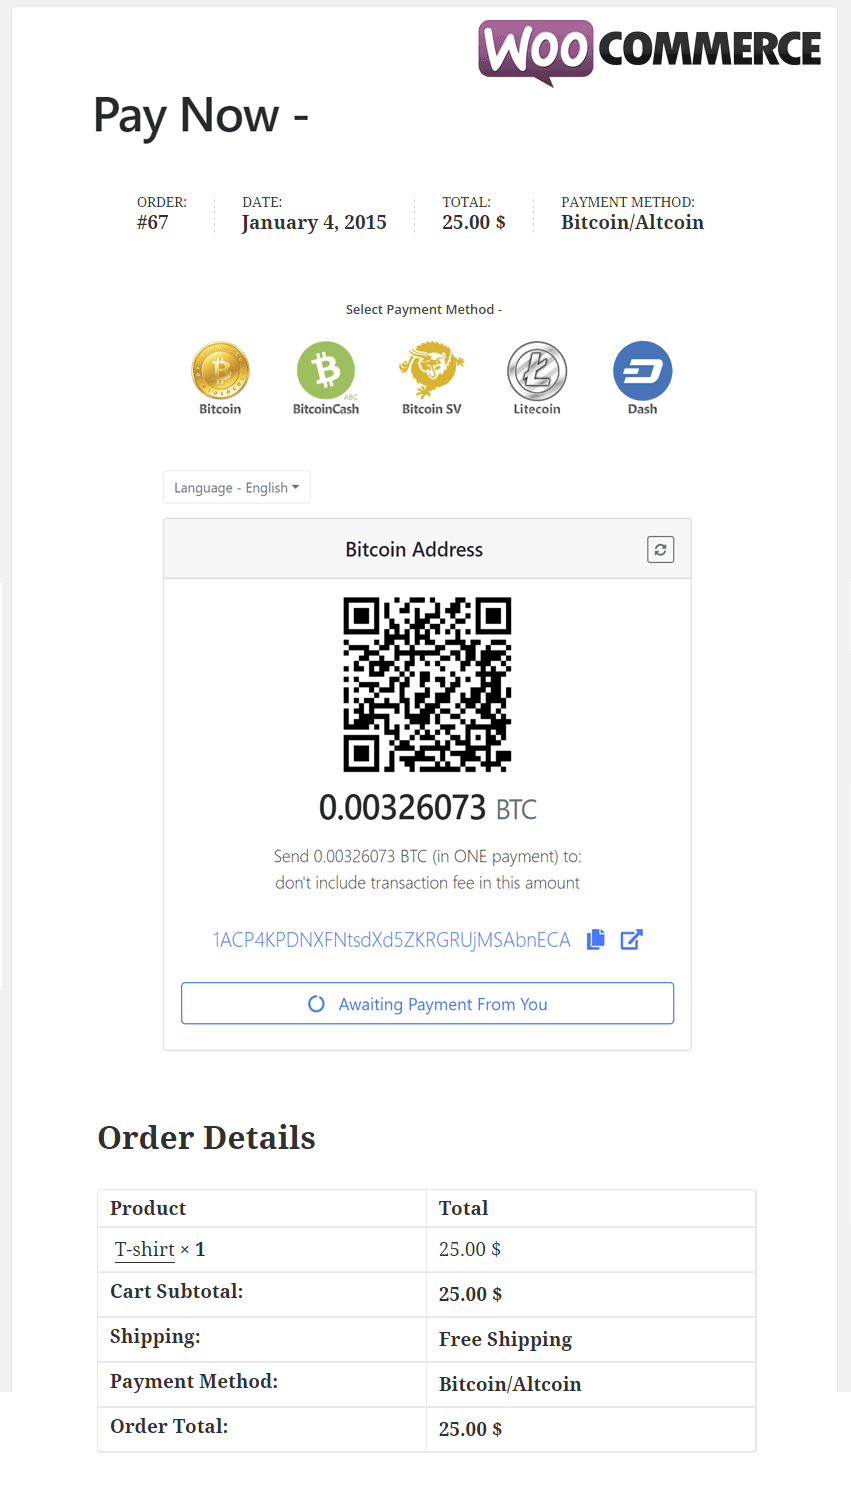 WOO COMMERCE
Pay Now -
ORDER: DATE: TOTAL: PAYMENT METHOD:
#67 January 4, 2015 25.00 $ Bitcoin/Altcoin
Select Payment Method -
ABC
Bitcoin BitcoinCash Bitcoin SV Litecoin Dash
Language - English
Bitcoin Address
0.00326073 BTC
Send 0.00326073 BTC (in ONE payment) to:
don't include transaction fee in this amount
1ACP4KPDNXFNtsdXd5ZKRGRUjMSAbnECA
Awaiting Payment From You
Order Details
Product Total
T-shirt × 1 25.00 $
Cart Subtotal: 25.00 $
Shipping: Free Shipping
Payment Method: Bitcoin/Altcoin
Order Total: 25.00 $